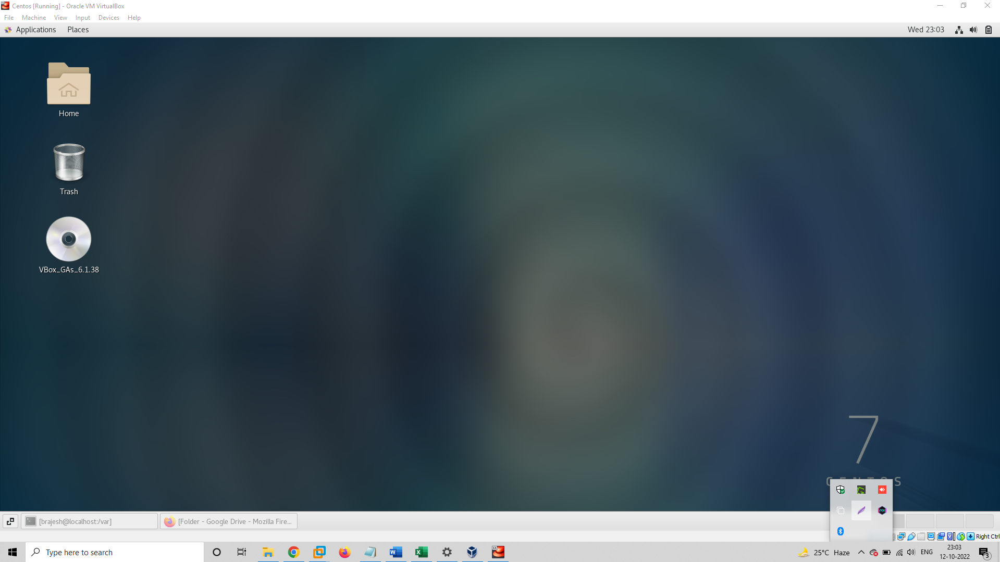 Centos [Running] - Oracle VM VirtualBox
File Machine View Input Devices Help
Applications Places Wed 23:03
Home
Trash
VBox_GAs_6.1.38
7
[brajesh@localhost:/var] [Folder - Google Drive - Mozilla Fire...
Right Ctrl
Type here to search
25°C Haze
ENG
23:03
12-10-2022
3